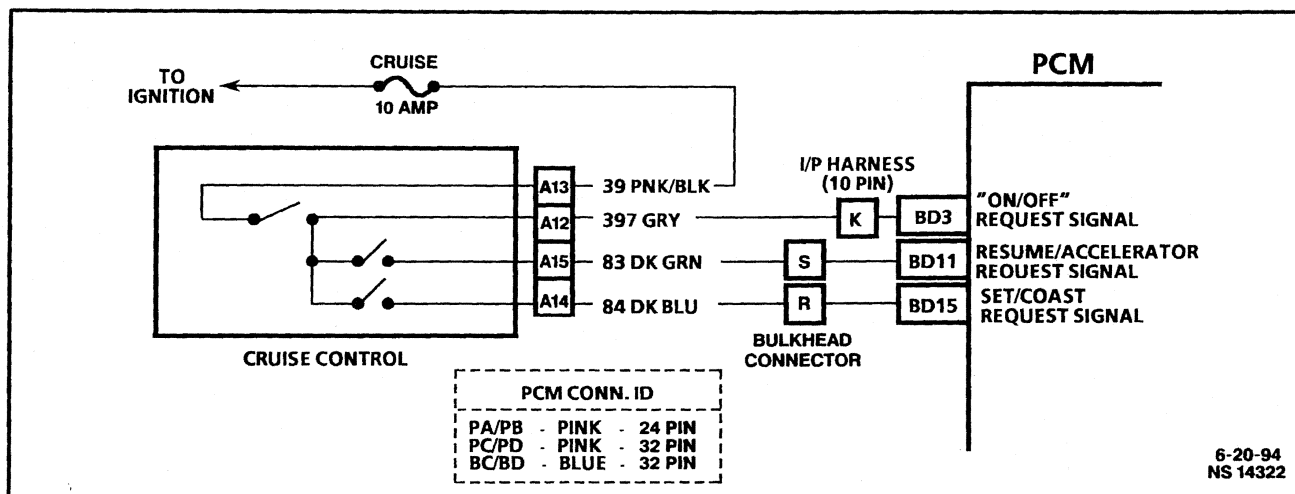 CRUISE
TO
IGNITION
10 AMP
PCM
I/P HARNESS
(10 PIN)
A13 39 PNK/BLK
A12 397 GRY K BD3 "ON/OFF"
REQUEST SIGNAL
A15 83 DK GRN S BD11 RESUME/ACCELERATOR
REQUEST SIGNAL
A14 84 DK BLU R BD15 SET/COAST
REQUEST SIGNAL
CRUISE CONTROL
BULKHEAD
CONNECTOR
PCM CONN. ID
PA/PB - PINK - 24 PIN
PC/PD - PINK - 32 PIN
BC/BD - BLUE - 32 PIN
6-20-94
NS 14322